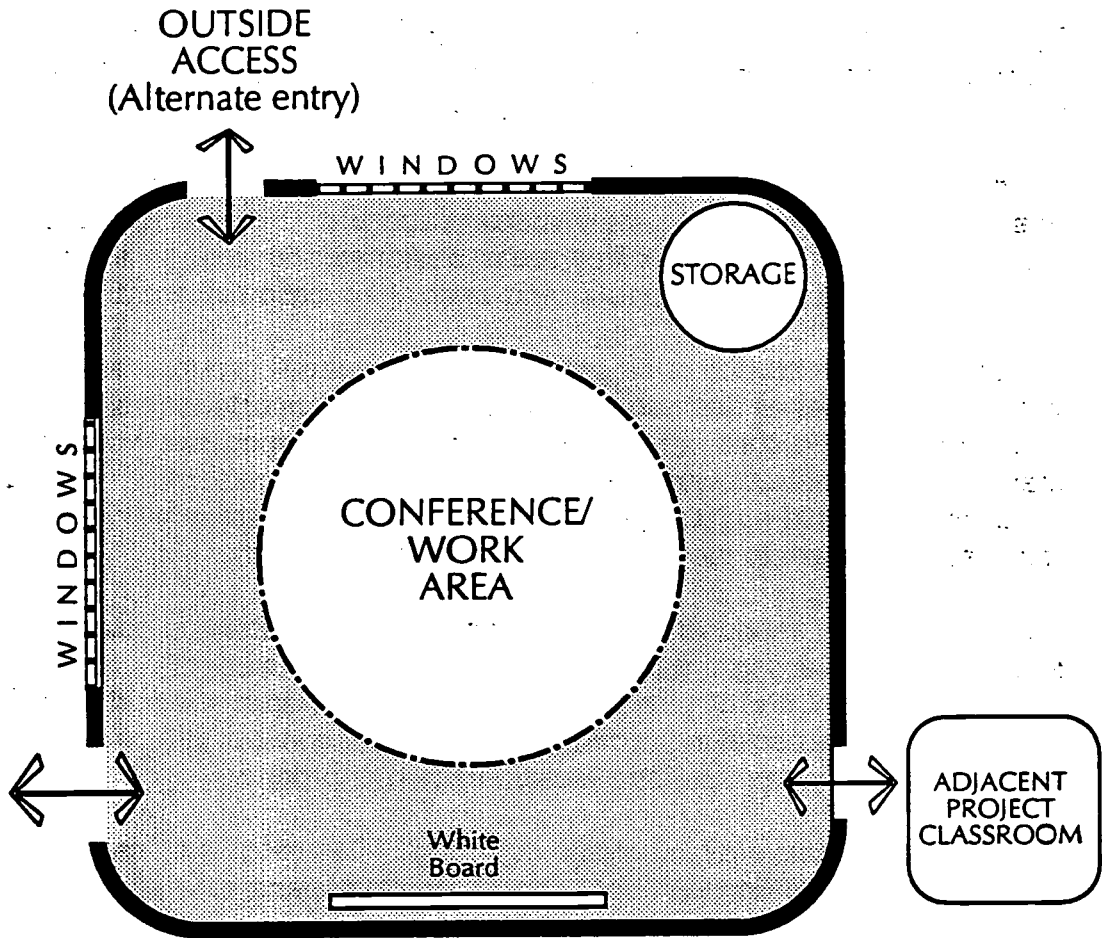 OUTSIDE
ACCESS
(Alternate entry)
WINDOWS
STORAGE
WINDOWS
CONFERENCE/
WORK
AREA
ADJACENT
PROJECT
CLASSROOM
White
Board